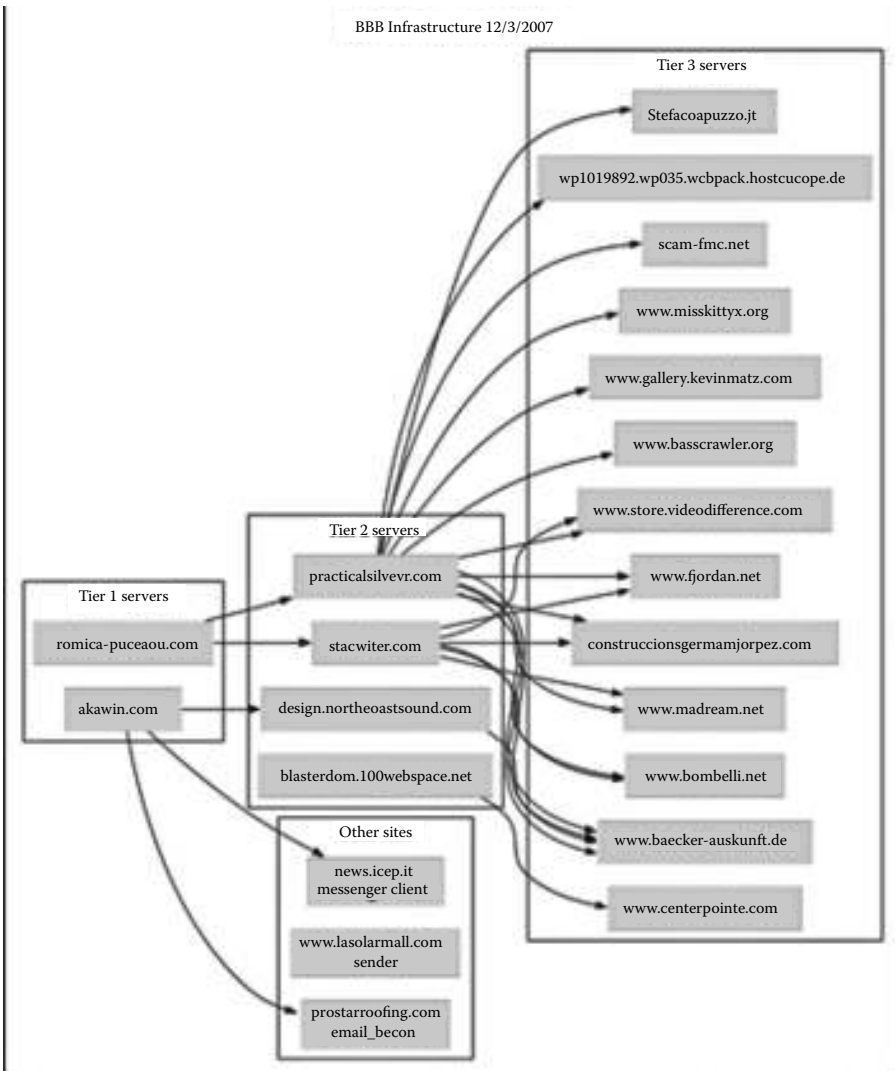 BBB Infrastructure 12/3/2007
Tier 3 servers
Stefacoapuzzo.jt
wp1019892.wp035.wcbpack.hostcucope.de
scam-fmc.net
www.misskittyx.org
www.gallery.kevinmatz.com
www.basscrawler.org
www.store.videodifference.com
www.fjordan.net
construccionsgermamjorpez.com
www.madream.net
www.bombelli.net
www.baecker-auskunft.de
www.centerpointe.com
Tier 2 servers
practicalsilvevr.com
stacwiter.com
design.northeoastsound.com
blasterdom.100webspace.net
Tier 1 servers
romica-puceaou.com
akawin.com
Other sites
news.icep.it
messenger client
www.lasolarmall.com
sender
prostarroofing.com
email_becon